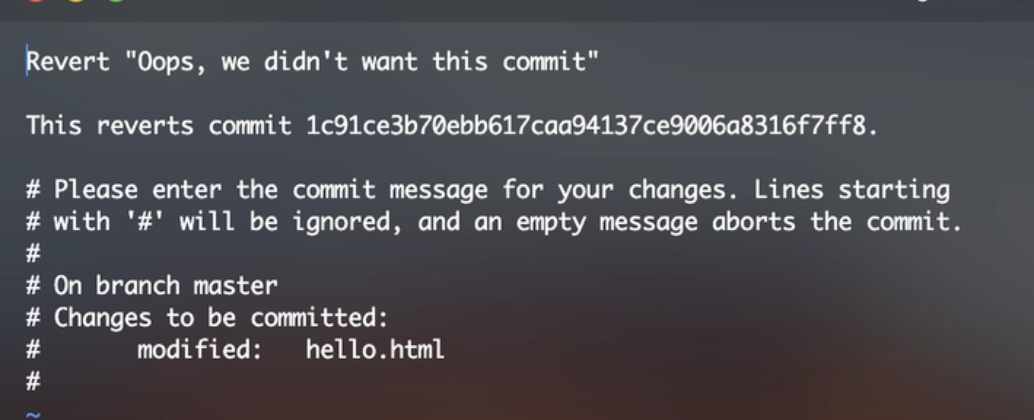 Revert "Oops, we didn't want this commit"
This reverts commit 1c91ce3b70ebb617caa94137ce9006a8316f7ff8.
# Please enter the commit message for your changes. Lines starting
# with '#' will be ignored, and an empty message aborts the commit.
#
# On branch master
# Changes to be committed:
#       modified:   hello.html
#
~